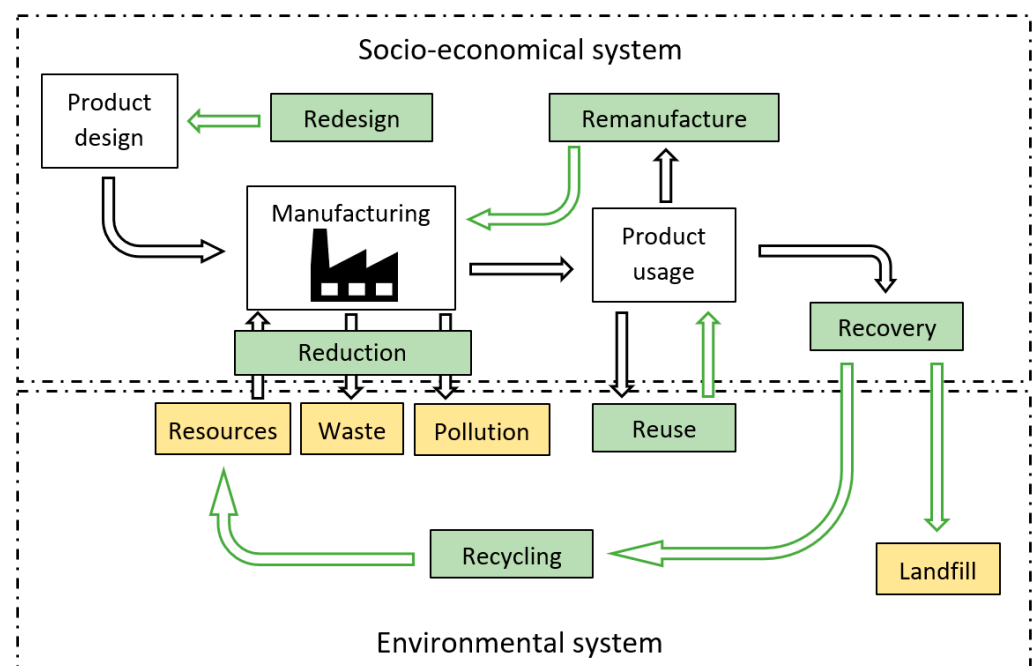 Socio-economical system
Product
design
Redesign
Remanufacture
Manufacturing
Product
usage
Recovery
Reduction
Resources
Waste
Pollution
Reuse
Recycling
Landfill
Environmental system